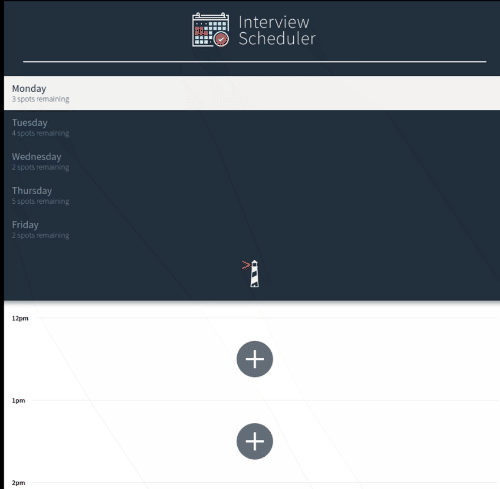 Interview
Scheduler
Monday
3 spots remaining
Tuesday
4 spots remaining
Wednesday
2 spots remaining
Thursday
5 spots remaining
Friday
2 spots remaining
12pm
1pm
2pm